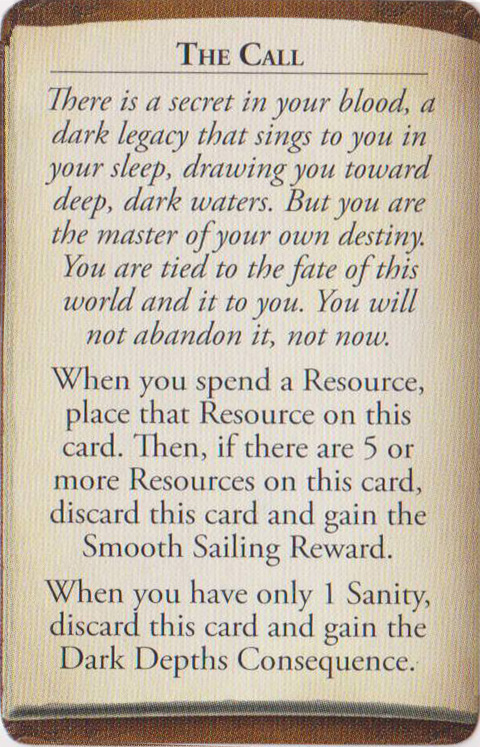 The Call
There is a secret in your blood, a
dark legacy that sings to you in
your sleep, drawing you toward
deep, dark waters. But you are
the master of your own destiny.
You are tied to the fate of this
world and it to you. You will
not abandon it, not now.
When you spend a Resource,
place that Resource on this
card. Then, if there are 5 or
more Resources on this card,
discard this card and gain the
Smooth Sailing Reward.
When you have only 1 Sanity,
discard this card and gain the
Dark Depths Consequence.